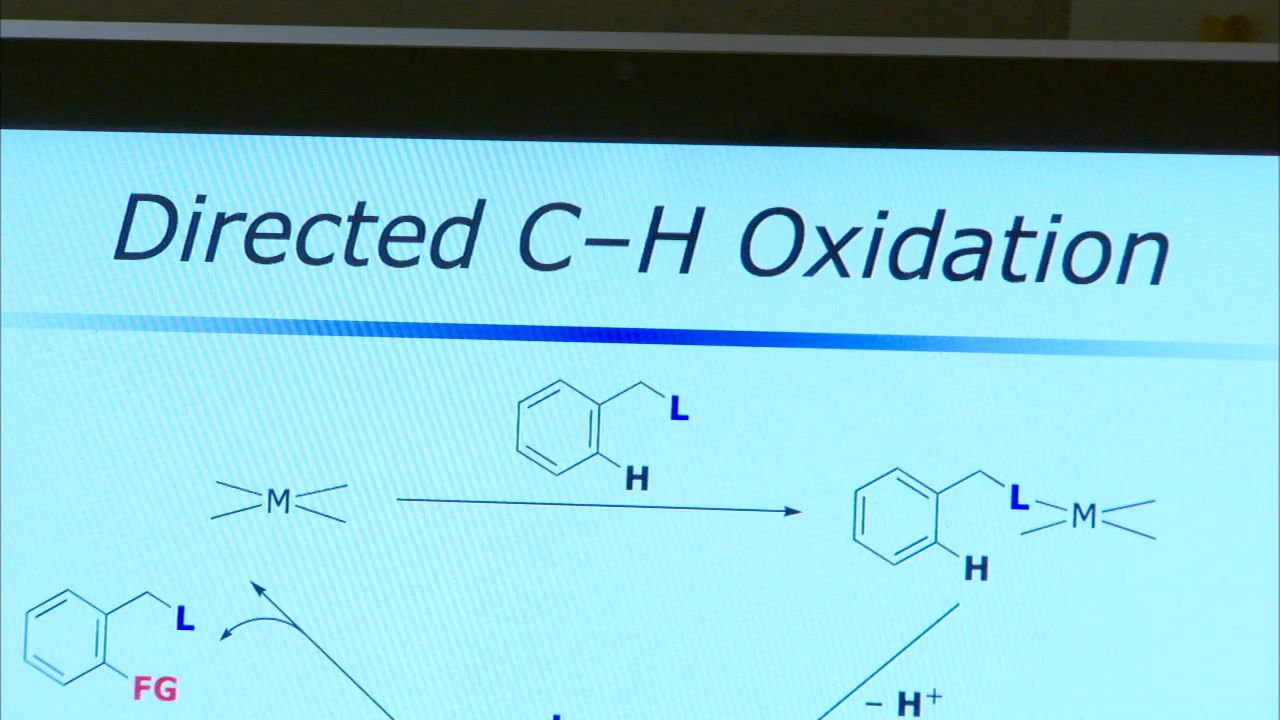 Directed C–H Oxidation
L
H
M
L
M
H
L
FG
– H⁺